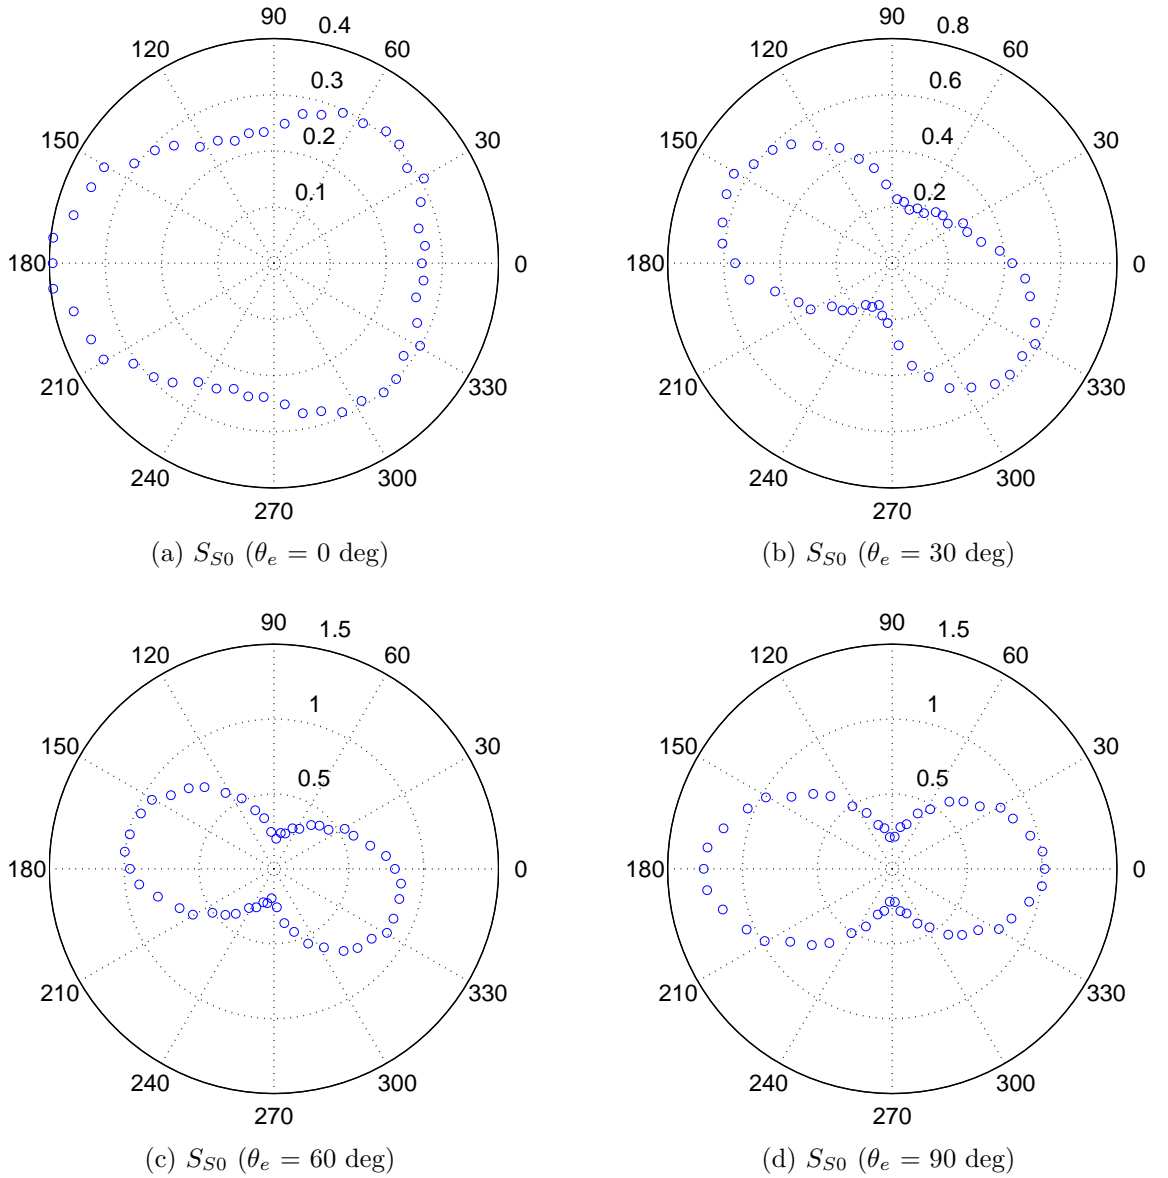 90 0.4 90 0.8
120 60 120 60
0.3 0.6
150 0.2 30 150 0.4 30
0.1 0.2
180 0 180 0
210 330 210 330
240 300 240 300
270 270
(a) S_{S0} (θ_e = 0 deg) (b) S_{S0} (θ_e = 30 deg)
90 1.5 90 1.5
120 60 120 60
1 1
150 30 150 30
0.5 0.5
180 0 180 0
210 330 210 330
240 300 240 300
270 270
(c) S_{S0} (θ_e = 60 deg) (d) S_{S0} (θ_e = 90 deg)